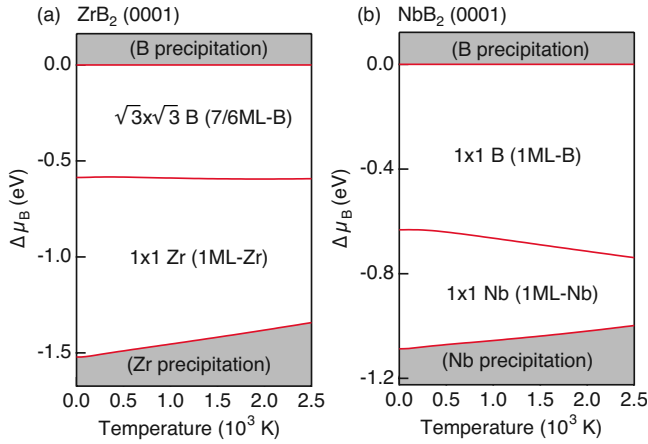 (a) ZrB₂ (0001)
(B precipitation)
√3x√3 B (7/6ML-B)
1x1 Zr (1ML-Zr)
(Zr precipitation)
0.0
-0.5
-1.0
-1.5
Δμ_B (eV)
0.0 0.5 1.0 1.5 2.0 2.5
Temperature (10³ K)
(b) NbB₂ (0001)
(B precipitation)
1x1 B (1ML-B)
1x1 Nb (1ML-Nb)
(Nb precipitation)
0.0
-0.4
-0.8
-1.2
Δμ_B (eV)
0.0 0.5 1.0 1.5 2.0 2.5
Temperature (10³ K)